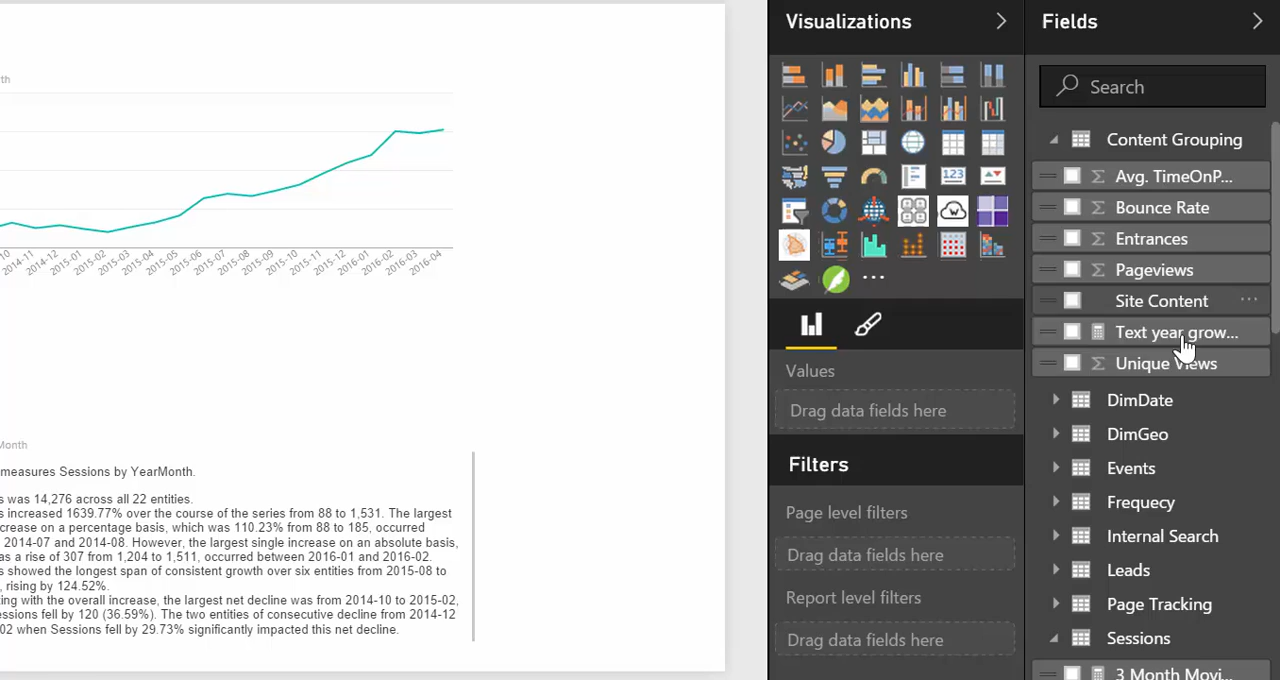 th
10
2014-11
2014-12
2015-01
2015-02
2015-03
2015-04
2015-05
2015-06
2015-07
2015-08
2015-09
2015-10
2015-11
2015-12
2016-01
2016-02
2016-03
2016-04
Month
measures Sessions by YearMonth.
s was 14,276 across all 22 entities.
s increased 1639.77% over the course of the series from 88 to 1,531. The largest
crease on a percentage basis, which was 110.23% from 88 to 185, occurred
2014-07 and 2014-08. However, the largest single increase on an absolute basis,
as a rise of 307 from 1,204 to 1,511, occurred between 2016-01 and 2016-02.
s showed the longest span of consistent growth over six entities from 2015-08 to
, rising by 124.52%.
ing with the overall increase, the largest net decline was from 2014-10 to 2015-02,
essions fell by 120 (36.59%). The two entities of consecutive decline from 2014-12
02 when Sessions fell by 29.73% significantly impacted this net decline.
Visualizations
123
Values
Drag data fields here
Filters
Page level filters
Drag data fields here
Report level filters
Drag data fields here
Fields
Search
Content Grouping
Avg. TimeOnP...
Bounce Rate
Entrances
Pageviews
Site Content
Text year grow...
Unique Views
DimDate
DimGeo
Events
Frequecy
Internal Search
Leads
Page Tracking
Sessions
3 Month Movi...